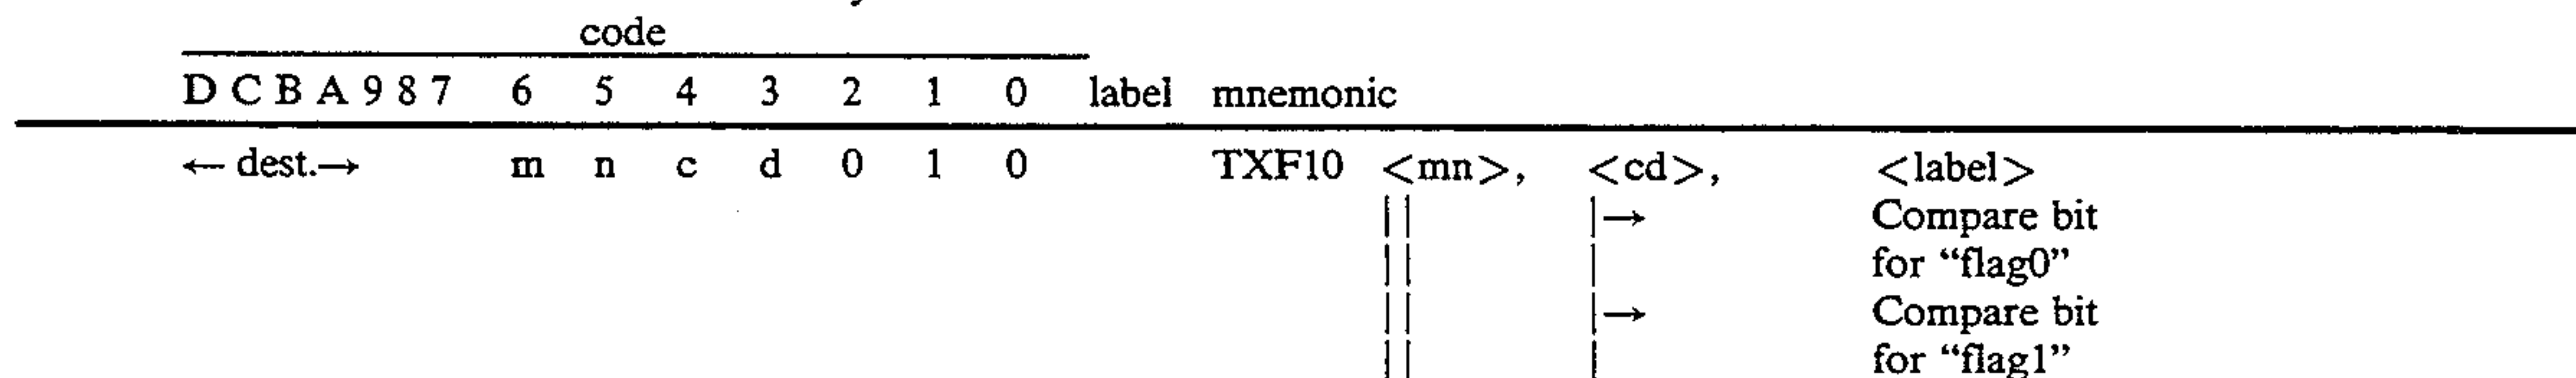 code
D C B A 9 8 7 6 5 4 3 2 1 0 label mnemonic
← dest.→ m n c d 0 1 0 TXF10 <mn>, <cd>, <label>
| | |→ Compare bit
| | | for “flag0”
| | |→ Compare bit
| | | for “flag1”